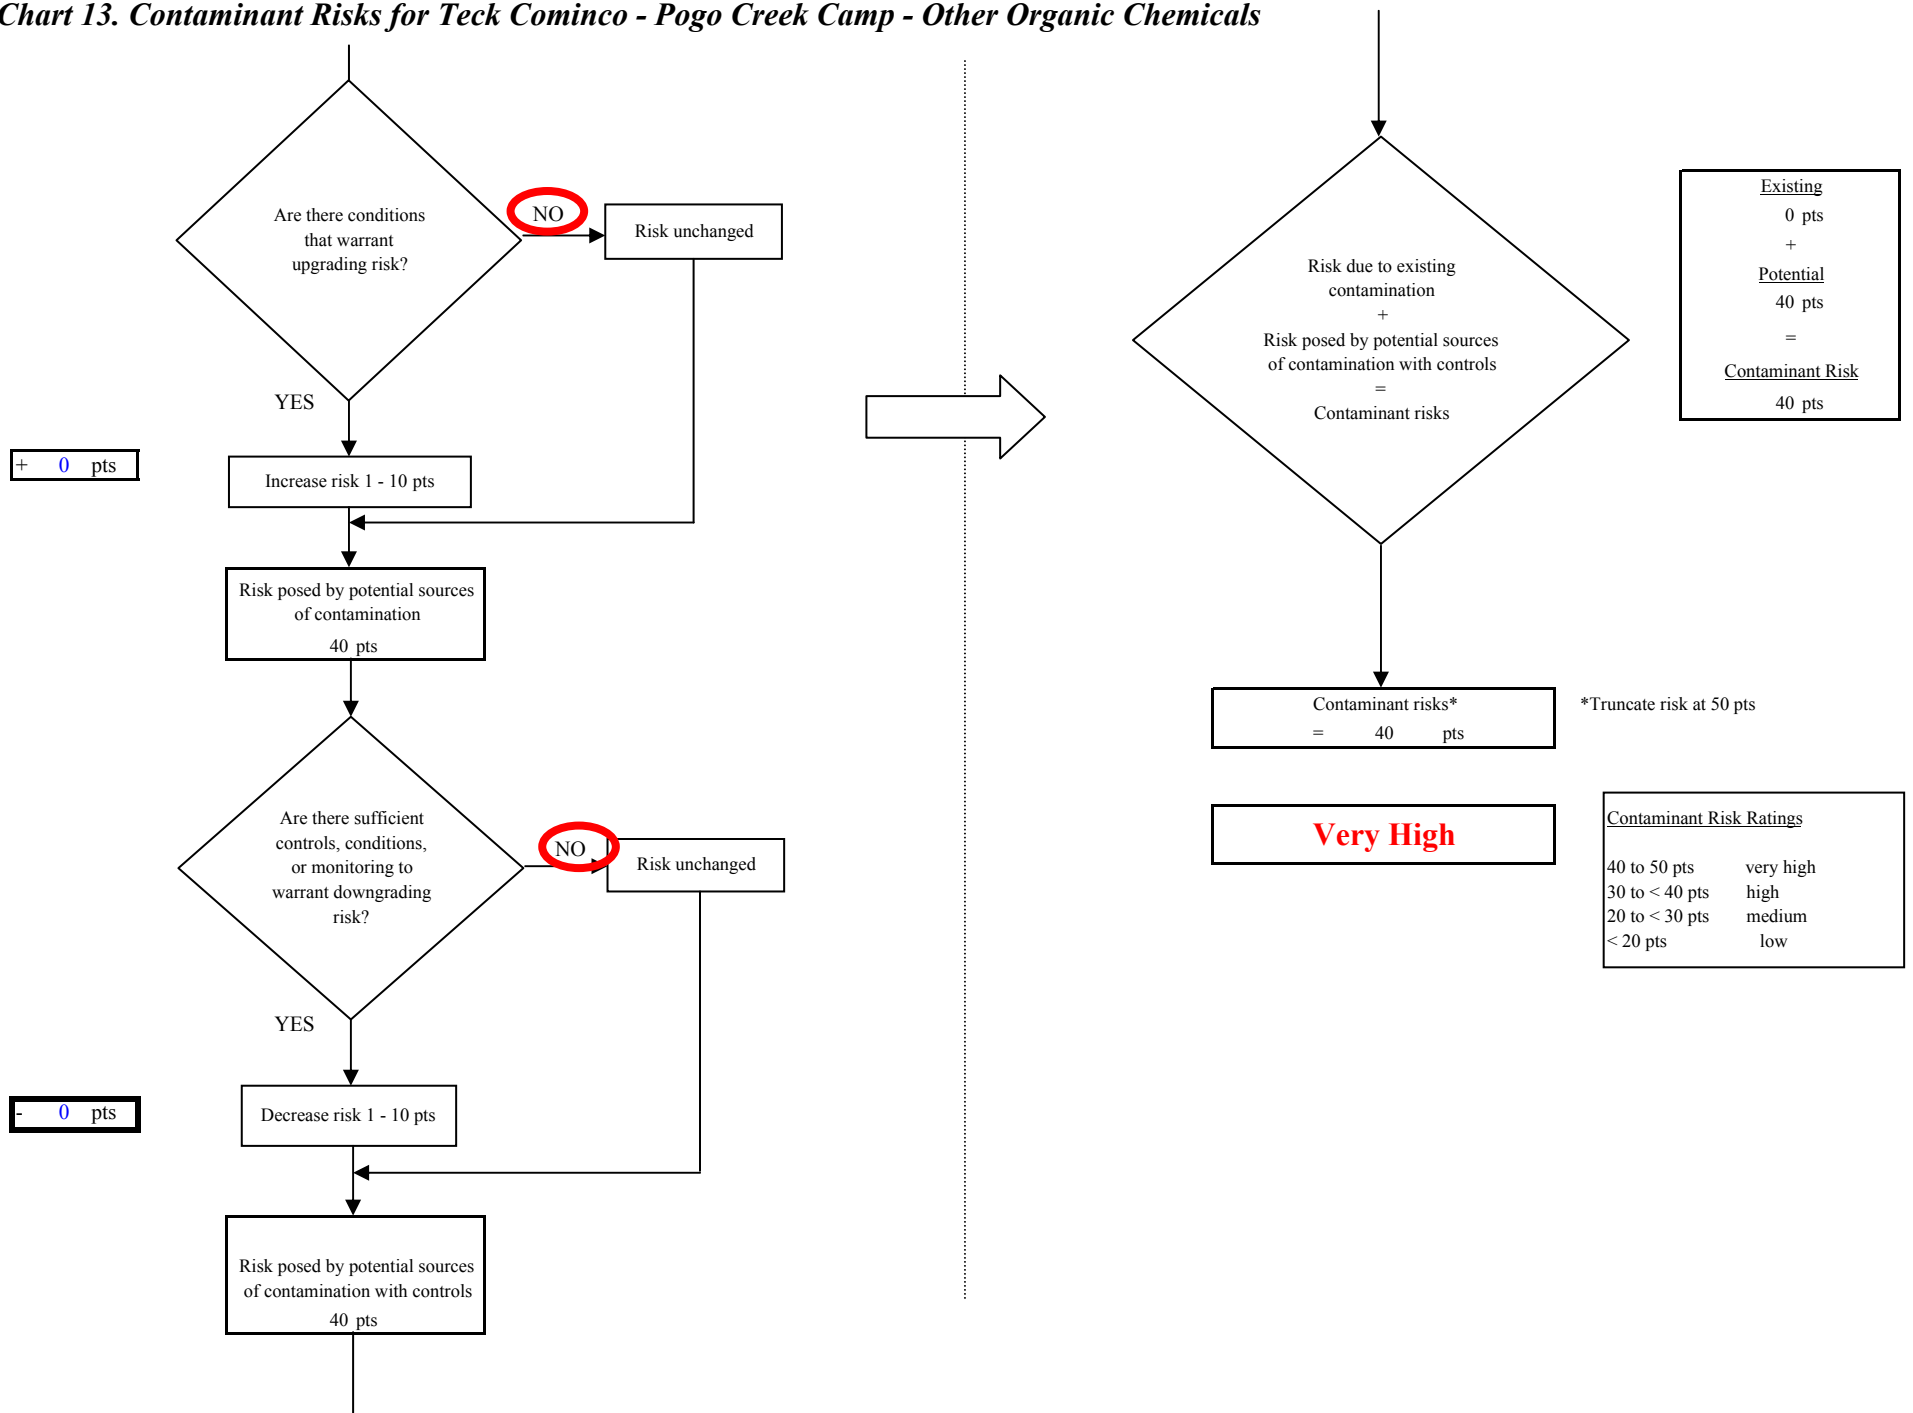 Chart 13. Contaminant Risks for Teck Cominco - Pogo Creek Camp - Other Organic Chemicals
Are there conditions
that warrant
upgrading risk?
NO
Risk unchanged
YES
+ 0 pts
Increase risk 1 - 10 pts
Risk posed by potential sources
of contamination
40 pts
Are there sufficient
controls, conditions,
or monitoring to
warrant downgrading
risk?
NO
Risk unchanged
YES
- 0 pts
Decrease risk 1 - 10 pts
Risk posed by potential sources
of contamination with controls
40 pts
Risk due to existing
contamination
+
Risk posed by potential sources
of contamination with controls
=
Contaminant risks
Existing
0 pts
+
Potential
40 pts
=
Contaminant Risk
40 pts
Contaminant risks*
= 40 pts
*Truncate risk at 50 pts
Very High
Contaminant Risk Ratings
40 to 50 pts very high
30 to < 40 pts high
20 to < 30 pts medium
< 20 pts low